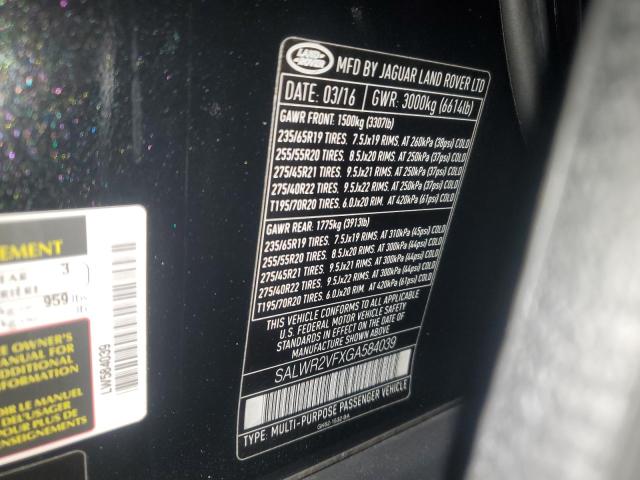 LAND ROVER
MFD BY JAGUAR LAND ROVER LTD
DATE: 03/16 GWR: 3000kg (6614lb)
GAWR FRONT: 1500kg (3307lb)
235/65R19 TIRES. 7.5Jx19 RIMS. AT 260kPa (38psi) COLD
255/55R20 TIRES. 8.5Jx20 RIMS. AT 250kPa (37psi) COLD
275/45R21 TIRES. 9.5Jx21 RIMS. AT 250kPa (37psi) COLD
275/40R22 TIRES. 9.5Jx22 RIMS. AT 250kPa (37psi) COLD
T195/70R20 TIRES. 6.0Jx20 RIM. AT 420kPa (61psi) COLD
GAWR REAR: 1775kg (3913lb)
235/65R19 TIRES. 7.5Jx19 RIMS. AT 310kPa (45psi) COLD
255/55R20 TIRES. 8.5Jx20 RIMS. AT 300kPa (44psi) COLD
275/45R21 TIRES. 9.5Jx21 RIMS. AT 300kPa (44psi) COLD
275/40R22 TIRES. 9.5Jx22 RIMS. AT 300kPa (44psi) COLD
T195/70R20 TIRES. 6.0Jx20 RIM. AT 420kPa (61psi) COLD
THIS VEHICLE CONFORMS TO ALL APPLICABLE
U.S. FEDERAL MOTOR VEHICLE SAFETY
STANDARDS IN EFFECT ON THE DATE OF
MANUFACTURE SHOWN ABOVE.
SALWR2VFXGA584039
TYPE: MULTI-PURPOSE PASSENGER VEHICLE
EMENT
EAR 3
959 lbs
E OWNER'S
MANUAL FOR
ADDITIONAL
DIR LE MANUEL
D'USAGER
POUR PLUS DE
ENSEIGNEMENTS
LW584039